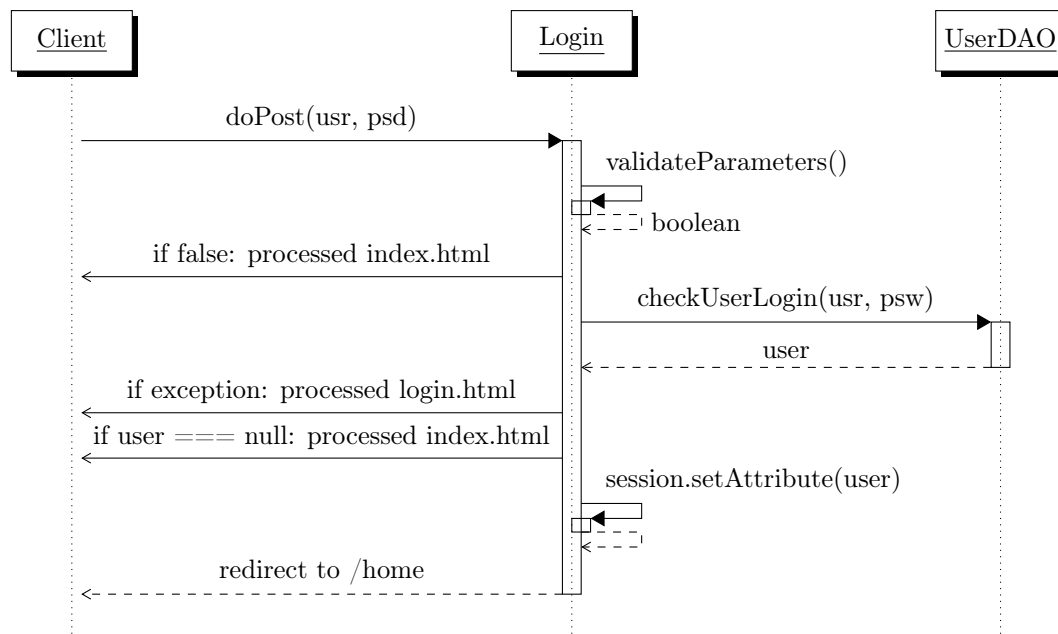 Client
Login
UserDAO
doPost(usr, psd)
validateParameters()
boolean
if false: processed index.html
checkUserLogin(usr, psw)
user
if exception: processed login.html
if user === null: processed index.html
session.setAttribute(user)
redirect to /home